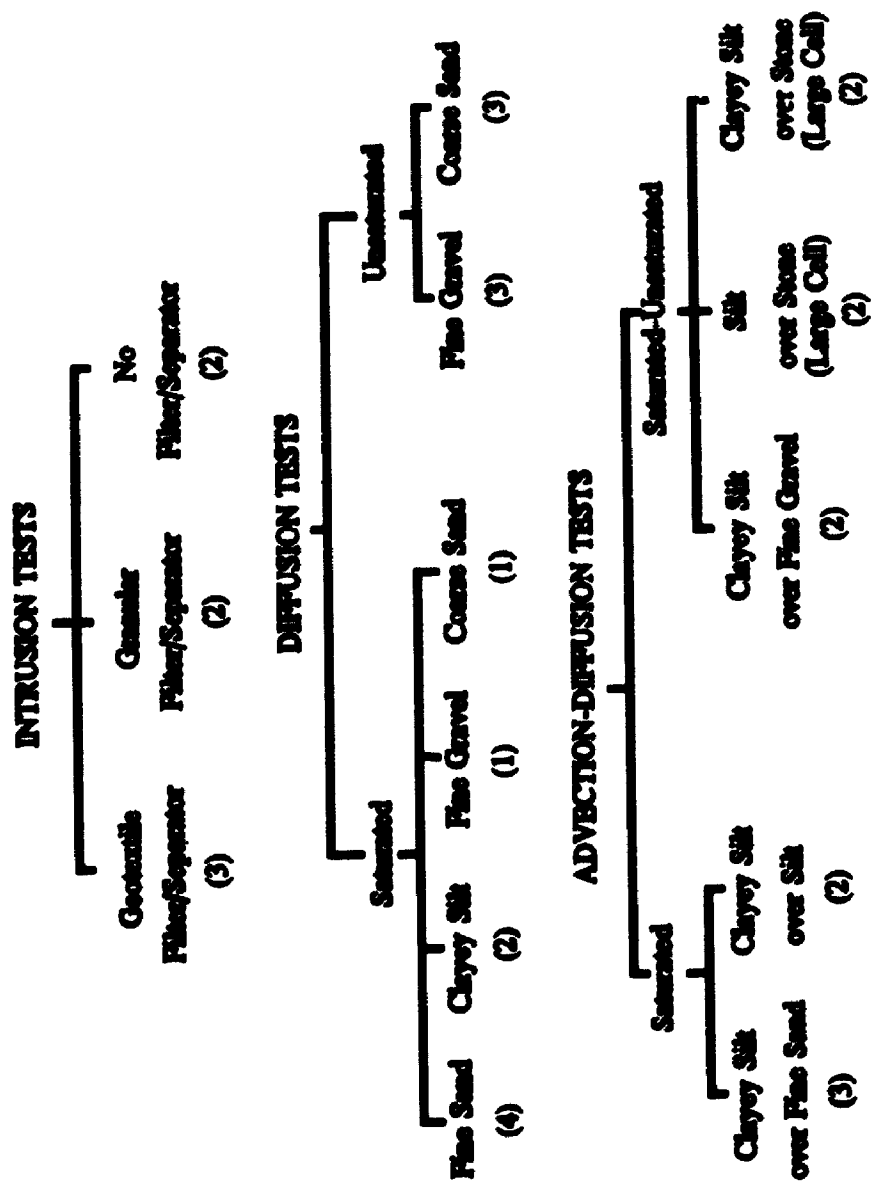 INTRUSION TESTS
Geotextile
Filter/Separator
(3)
Granular
Filter/Separator
(2)
No
Filter/Separator
(2)
DIFFUSION TESTS
Saturated
Fine Sand
(4)
Clayey Silt
(2)
Fine Gravel
(1)
Coarse Sand
(1)
Unsaturated
Fine Gravel
(3)
Coarse Sand
(3)
ADVECTION-DIFFUSION TESTS
Saturated
Clayey Silt
over Fine Sand
(3)
Clayey Silt
over Silt
(2)
Saturated-Unsaturated
Clayey Silt
over Fine Gravel
(2)
Silt
over Stone
(Large Cell)
(2)
Clayey Silt
over Stone
(Large Cell)
(2)